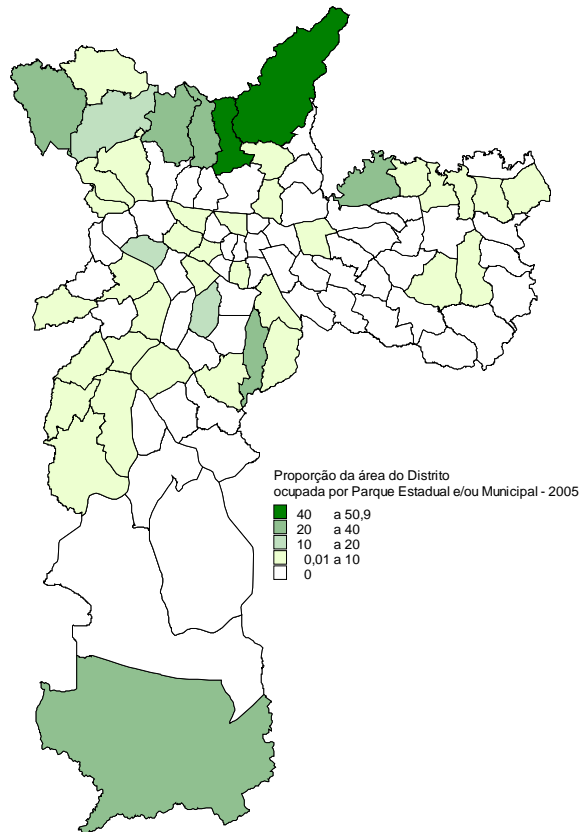 Proporção da área do Distrito
ocupada por Parque Estadual e/ou Municipal - 2005
40 a 50,9
20 a 40
10 a 20
0,01 a 10
0